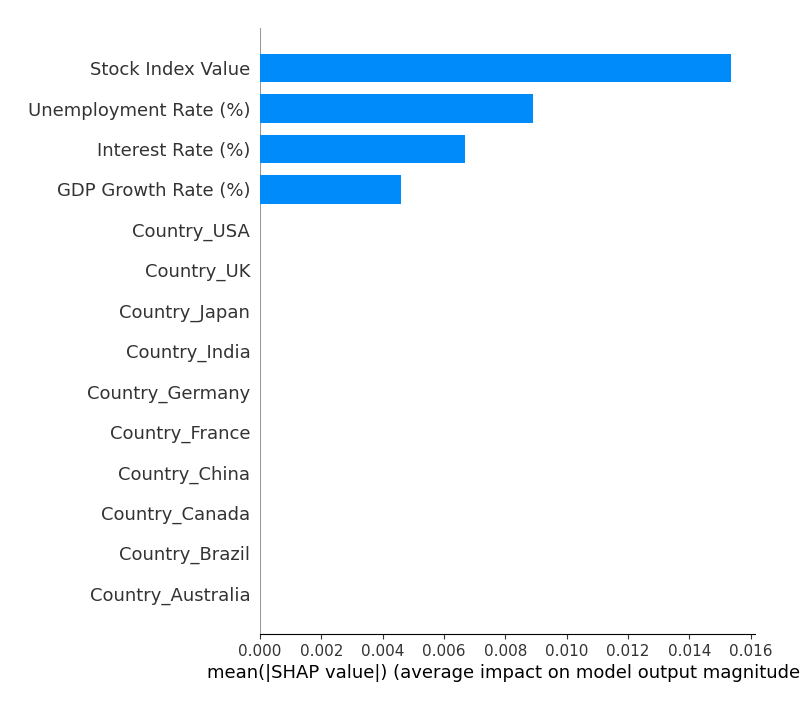 Stock Index Value
Unemployment Rate (%)
Interest Rate (%)
GDP Growth Rate (%)
Country_USA
Country_UK
Country_Japan
Country_India
Country_Germany
Country_France
Country_China
Country_Canada
Country_Brazil
Country_Australia
0.000 0.002 0.004 0.006 0.008 0.010 0.012 0.014 0.016
mean(|SHAP value|) (average impact on model output magnitude